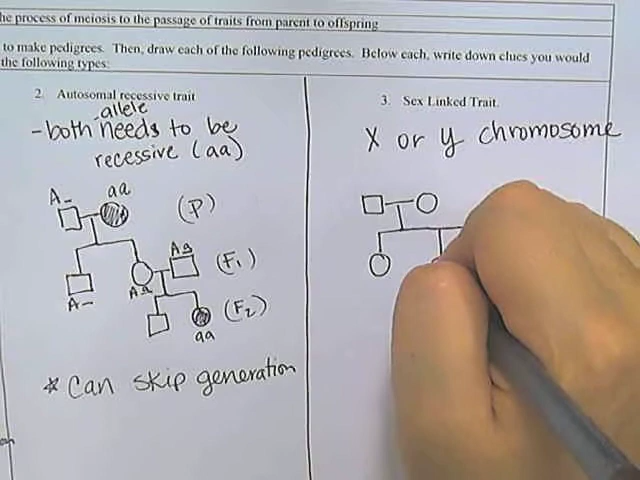 he process of meiosis to the passage of traits from parent to offspring
to make pedigrees. Then, draw each of the following pedigrees. Below each, write down clues you would
the following types:
2. Autosomal recessive trait
allele
-both needs to be
recessive (aa)
A_
aa
(P)
Aa
(F1)
A-
Aa
(F2)
aa
* Can skip generation
3. Sex Linked Trait.
X or y chromosome